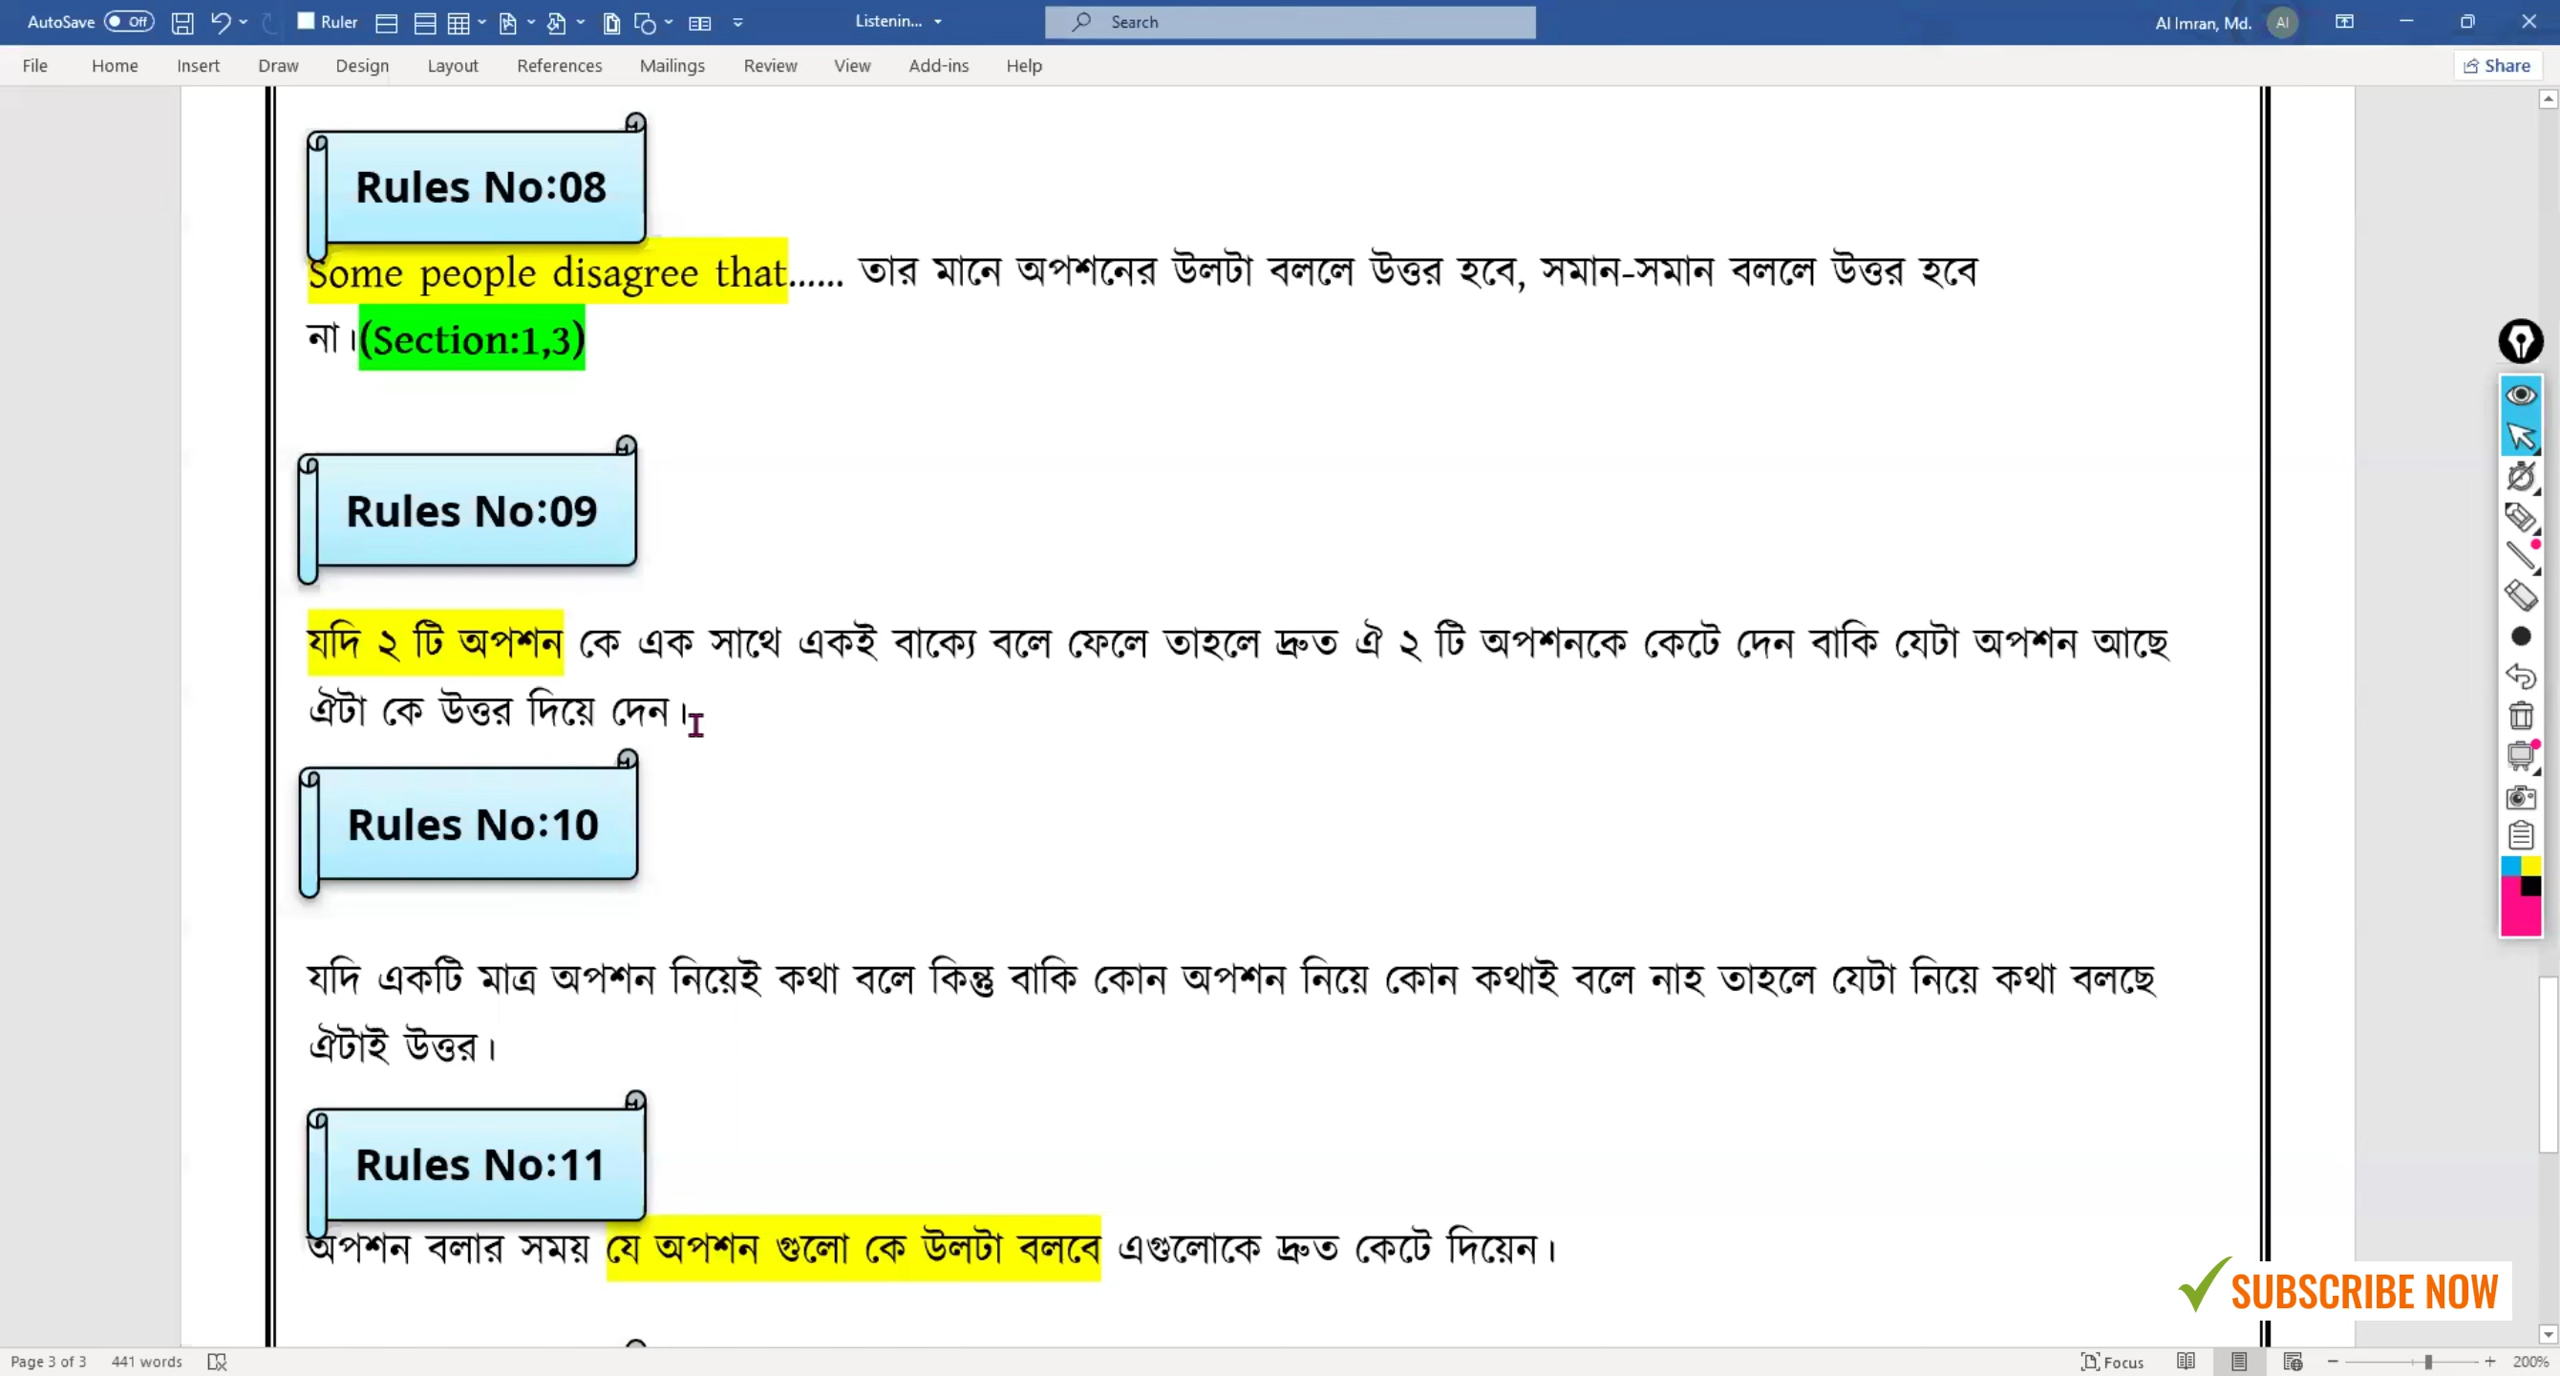 AutoSave Off Ruler Listenin... Search Al Imran, Md. AI
File Home Insert Draw Design Layout References Mailings Review View Add-ins Help Share
Rules No:08
Some people disagree that...... তার মানে অপশনের উলটা বললে উত্তর হবে, সমান-সমান বললে উত্তর হবে
না।(Section:1,3)
Rules No:09
যদি ২ টি অপশন কে এক সাথে একই বাক্যে বলে ফেলে তাহলে দ্রুত ঐ ২ টি অপশনকে কেটে দেন বাকি যেটা অপশন আছে
ঐটা কে উত্তর দিয়ে দেন।
Rules No:10
যদি একটি মাত্র অপশন নিয়েই কথা বলে কিন্তু বাকি কোন অপশন নিয়ে কোন কথাই বলে নাহ তাহলে যেটা নিয়ে কথা বলছে
ঐটাই উত্তর।
Rules No:11
অপশন বলার সময় যে অপশন গুলো কে উলটা বলবে এগুলোকে দ্রুত কেটে দিয়েন।
SUBSCRIBE NOW
Page 3 of 3 441 words Focus 200%